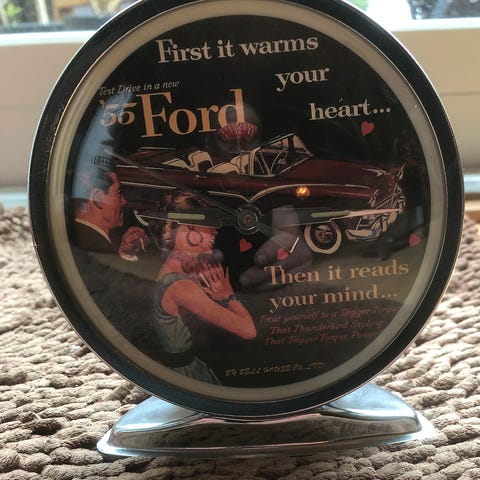 First it warms
your
heart...
Test Drive in a new
'55 Ford
Then it reads
your mind...
Treat yourself to a Trigger-Torque
That Thunderbird Styling
That Trigger-Torque Power
BY BELL HOUSE CO., LTD